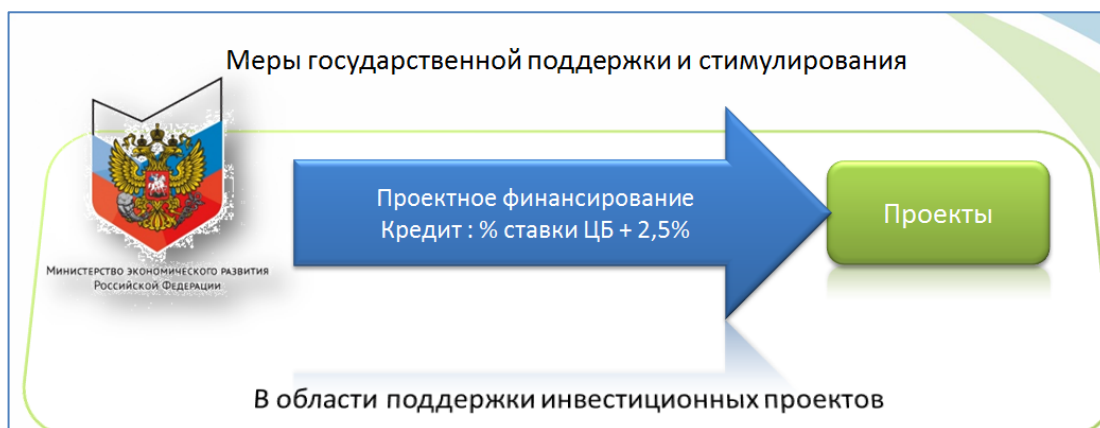 Меры государственной поддержки и стимулирования
Министерство экономического развития
Российской Федерации
Проектное финансирование
Кредит : % ставки ЦБ + 2,5%
Проекты
В области поддержки инвестиционных проектов